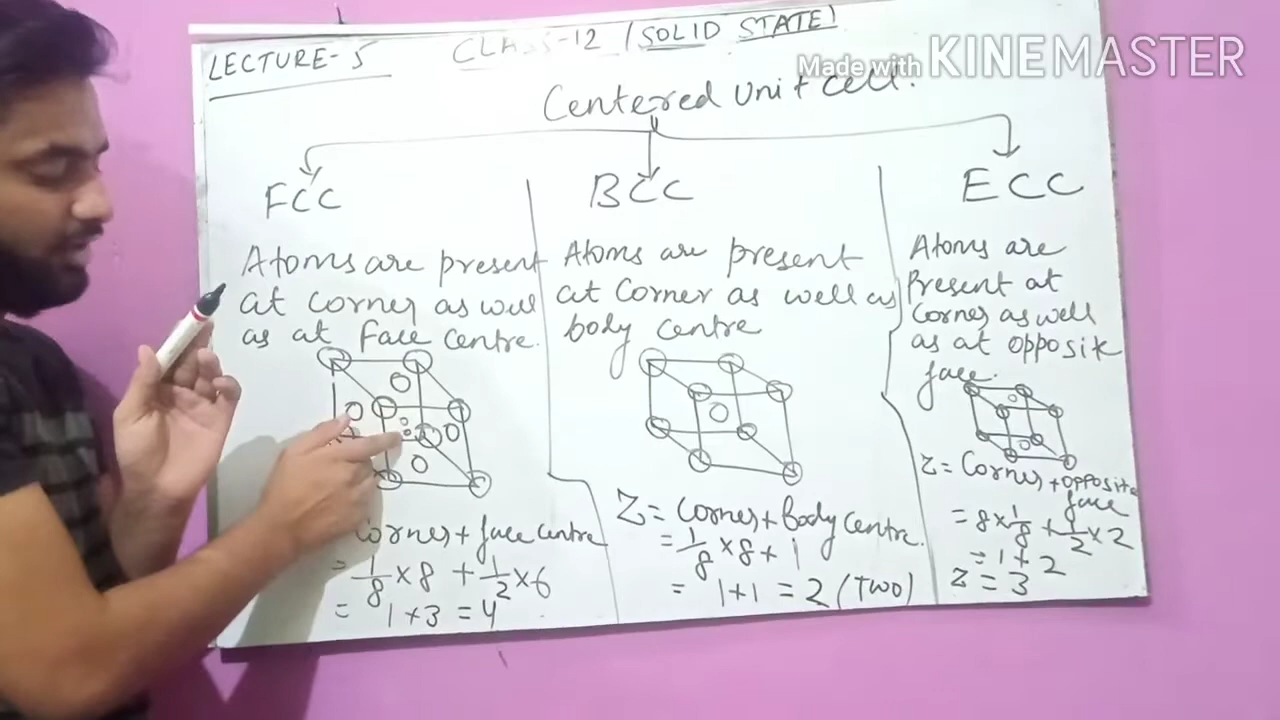 LECTURE-5
CLASS-12 / SOLID STATE)
Made with KINEMASTER
Centered Unit cell.
FCC
Atoms are present
at Corner as well
as at Face Centre.
Corner + face centre
= 1/8 × 8 + 1/2 × 6
= 1 + 3 = 4
BCC
Atoms are present
at Corner as well as
body centre
Z = Corner + Body Centre.
= 1/8 × 8 + 1
= 1 + 1 = 2 (TWO)
ECC
Atoms are
Present at
Corner as well
as at opposite
face.
Z = Corner + opposite
face
= 8 × 1/8 + 1/2 × 2
= 1 + 2
Z = 3